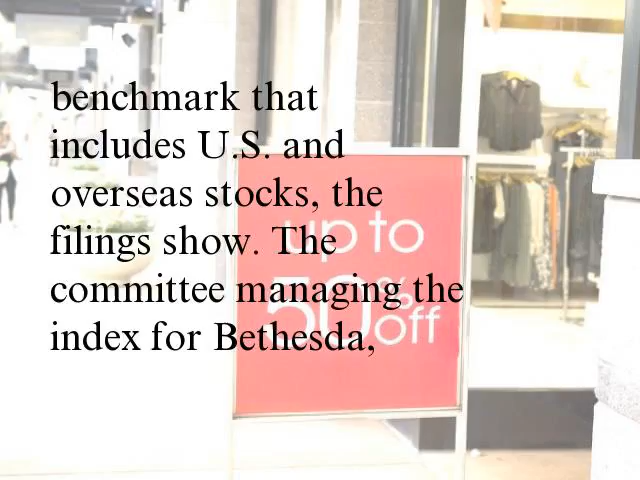 benchmark that
includes U.S. and
overseas stocks, the
filings show. The
committee managing the
index for Bethesda,
up to
50% off